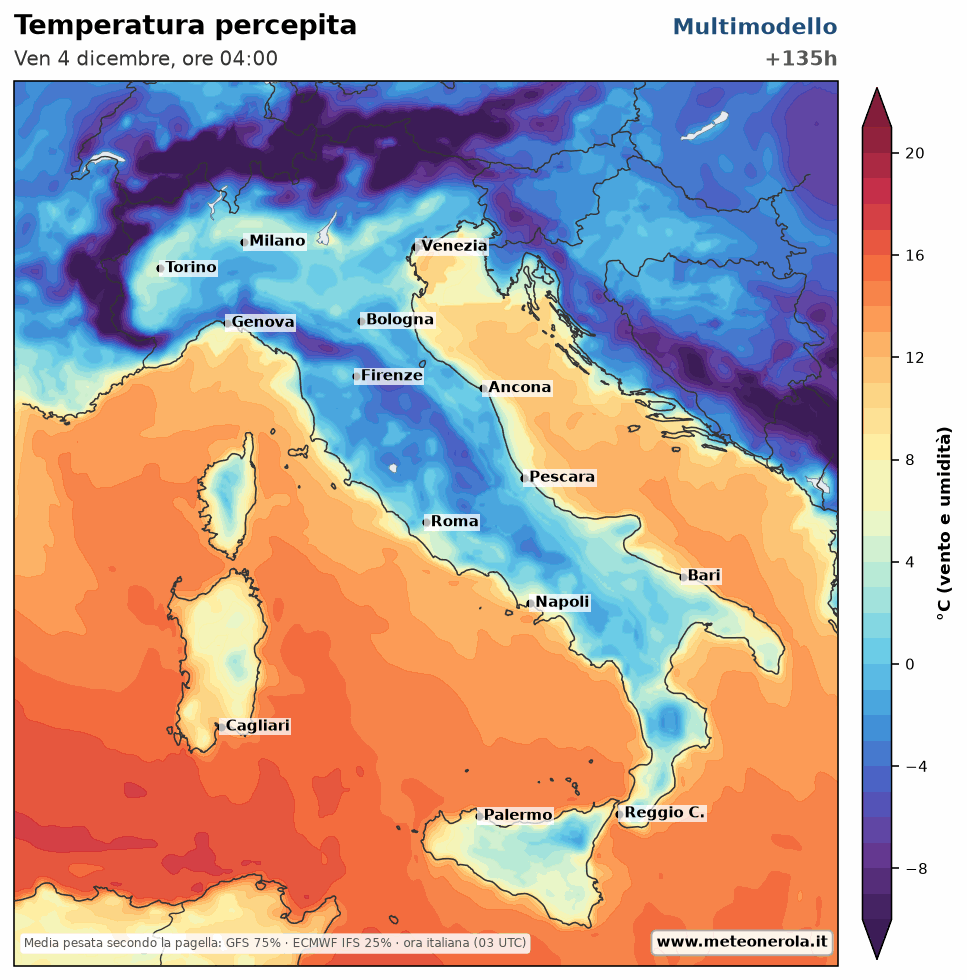 Temperatura percepita
Multimodello
Ven 4 dicembre, ore 04:00
+135h
Milano
Venezia
Torino
Genova
Bologna
Firenze
Ancona
Pescara
Roma
Bari
Napoli
Cagliari
Palermo
Reggio C.
20
16
12
8
4
0
−4
−8
°C (vento e umidità)
Media pesata secondo la pagella: GFS 75% · ECMWF IFS 25% · ora italiana (03 UTC)
www.meteonerola.it